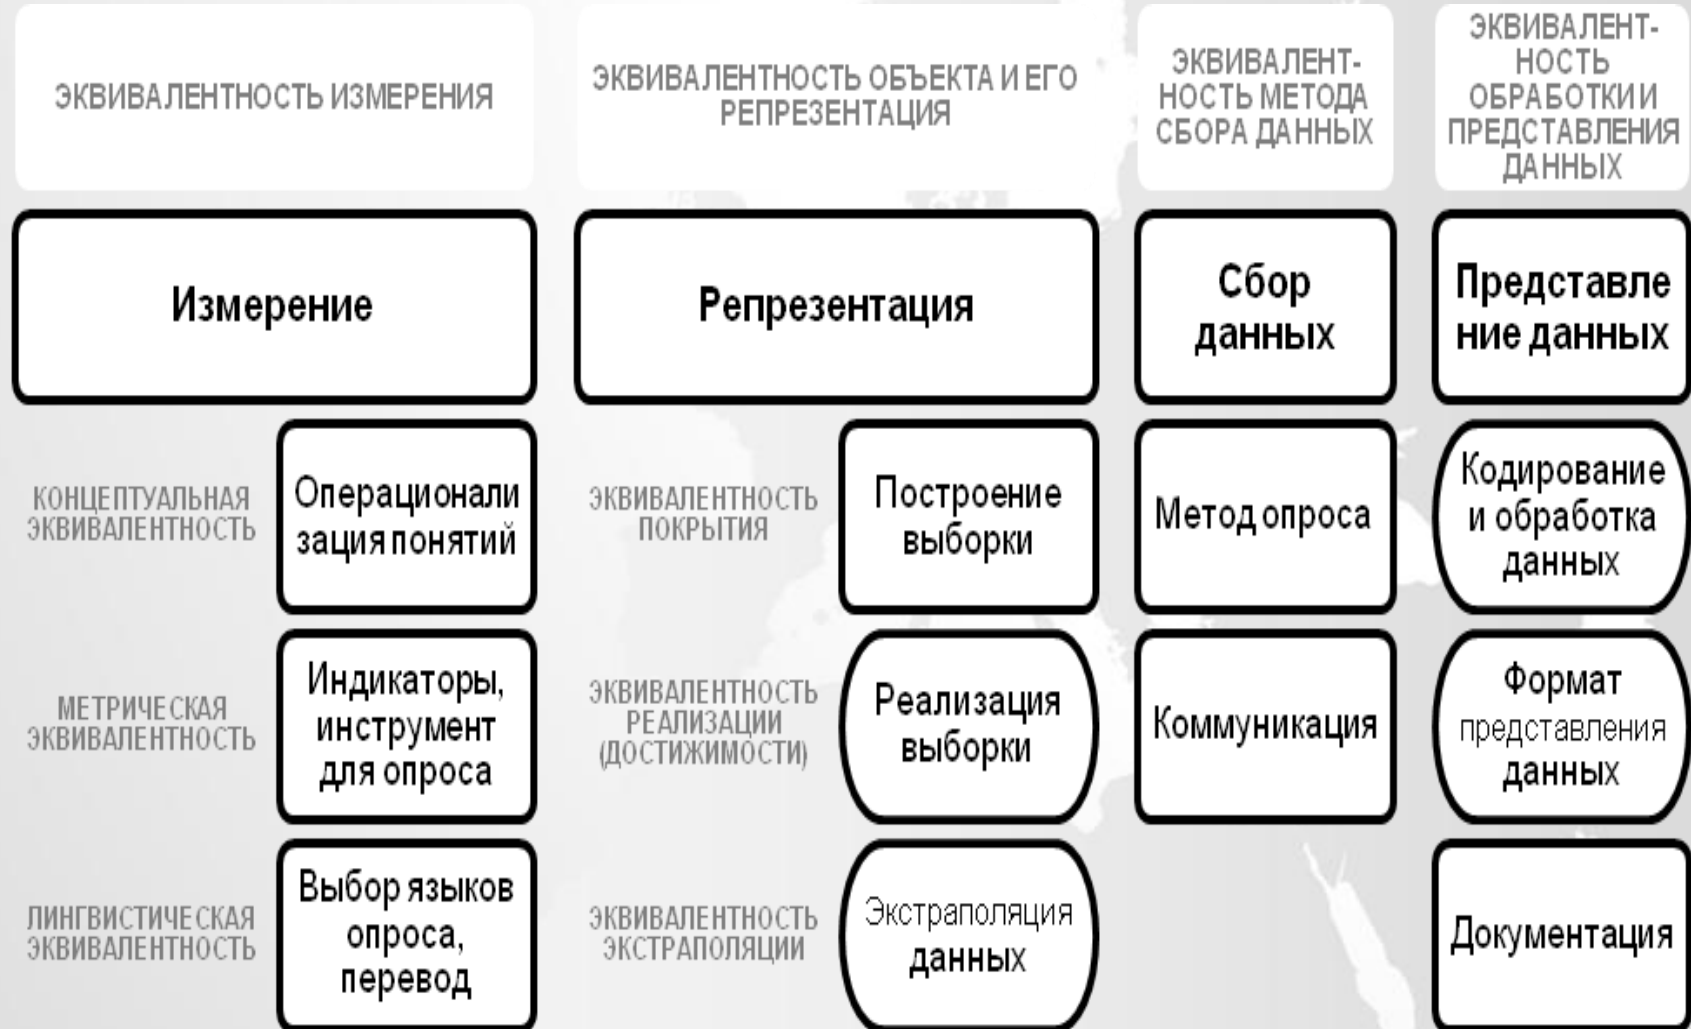 ЭКВИВАЛЕНТНОСТЬ ИЗМЕРЕНИЯ
ЭКВИВАЛЕНТНОСТЬ ОБЪЕКТА И ЕГО
РЕПРЕЗЕНТАЦИЯ
ЭКВИВАЛЕНТ-
НОСТЬ МЕТОДА
СБОРА ДАННЫХ
ЭКВИВАЛЕНТ-
НОСТЬ
ОБРАБОТКИ И
ПРЕДСТАВЛЕНИЯ
ДАННЫХ
Измерение
Репрезентация
Сбор
данных
Представле
ние данных
КОНЦЕПТУАЛЬНАЯ
ЭКВИВАЛЕНТНОСТЬ
Операционали
зация понятий
ЭКВИВАЛЕНТНОСТЬ
ПОКРЫТИЯ
Построение
выборки
Метод опроса
Кодирование
и обработка
данных
МЕТРИЧЕСКАЯ
ЭКВИВАЛЕНТНОСТЬ
Индикаторы,
инструмент
для опроса
ЭКВИВАЛЕНТНОСТЬ
РЕАЛИЗАЦИИ
(ДОСТИЖИМОСТИ)
Реализация
выборки
Коммуникация
Формат
представления
данных
ЛИНГВИСТИЧЕСКАЯ
ЭКВИВАЛЕНТНОСТЬ
Выбор языков
опроса,
перевод
ЭКВИВАЛЕНТНОСТЬ
ЭКСТРАПОЛЯЦИИ
Экстраполяция
данных
Документация